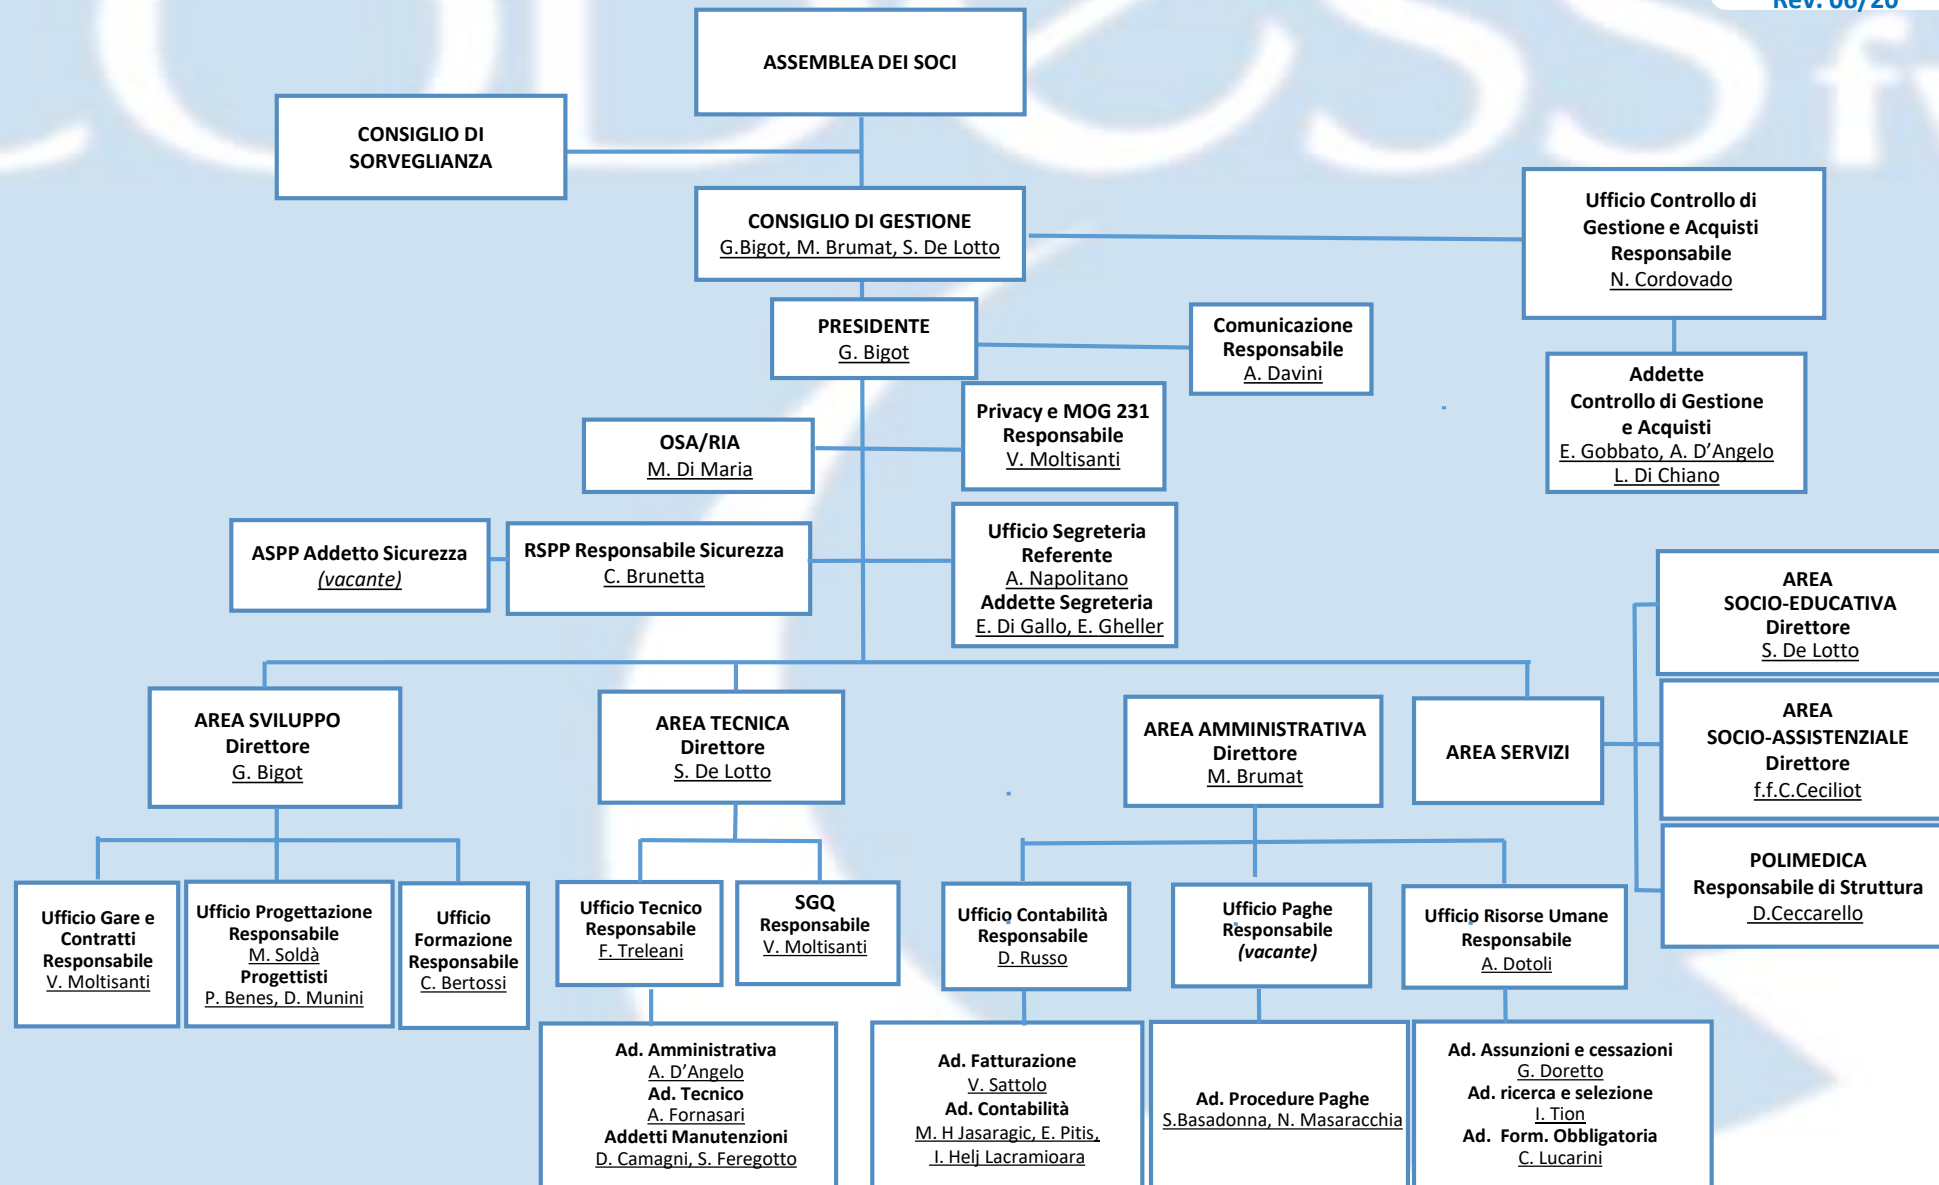 Rev. 06/20
ASSEMBLEA DEI SOCI
CONSIGLIO DI
SORVEGLIANZA
CONSIGLIO DI GESTIONE
G.Bigot, M. Brumat, S. De Lotto
Ufficio Controllo di
Gestione e Acquisti
Responsabile
N. Cordovado
PRESIDENTE
G. Bigot
Comunicazione
Responsabile
A. Davini
Addette
Controllo di Gestione
e Acquisti
E. Gobbato, A. D’Angelo
L. Di Chiano
Privacy e MOG 231
Responsabile
V. Moltisanti
OSA/RIA
M. Di Maria
ASPP Addetto Sicurezza
(vacante)
RSPP Responsabile Sicurezza
C. Brunetta
Ufficio Segreteria
Referente
A. Napolitano
Addette Segreteria
E. Di Gallo, E. Gheller
AREA
SOCIO-EDUCATIVA
Direttore
S. De Lotto
AREA SVILUPPO
Direttore
G. Bigot
AREA TECNICA
Direttore
S. De Lotto
AREA AMMINISTRATIVA
Direttore
M. Brumat
AREA SERVIZI
AREA
SOCIO-ASSISTENZIALE
Direttore
f.f.C.Ceciliot
POLIMEDICA
Responsabile di Struttura
D.Ceccarello
Ufficio Gare e
Contratti
Responsabile
V. Moltisanti
Ufficio Progettazione
Responsabile
M. Soldà
Progettisti
P. Benes, D. Munini
Ufficio
Formazione
Responsabile
C. Bertossi
Ufficio Tecnico
Responsabile
F. Treleani
SGQ
Responsabile
V. Moltisanti
Ufficio Contabilità
Responsabile
D. Russo
Ufficio Paghe
Responsabile
(vacante)
Ufficio Risorse Umane
Responsabile
A. Dotoli
Ad. Amministrativa
A. D’Angelo
Ad. Tecnico
A. Fornasari
Addetti Manutenzioni
D. Camagni, S. Feregotto
Ad. Fatturazione
V. Sattolo
Ad. Contabilità
M. H Jasaragic, E. Pitis,
I. Helj Lacramioara
Ad. Procedure Paghe
S.Basadonna, N. Masaracchia
Ad. Assunzioni e cessazioni
G. Doretto
Ad. ricerca e selezione
I. Tion
Ad. Form. Obbligatoria
C. Lucarini